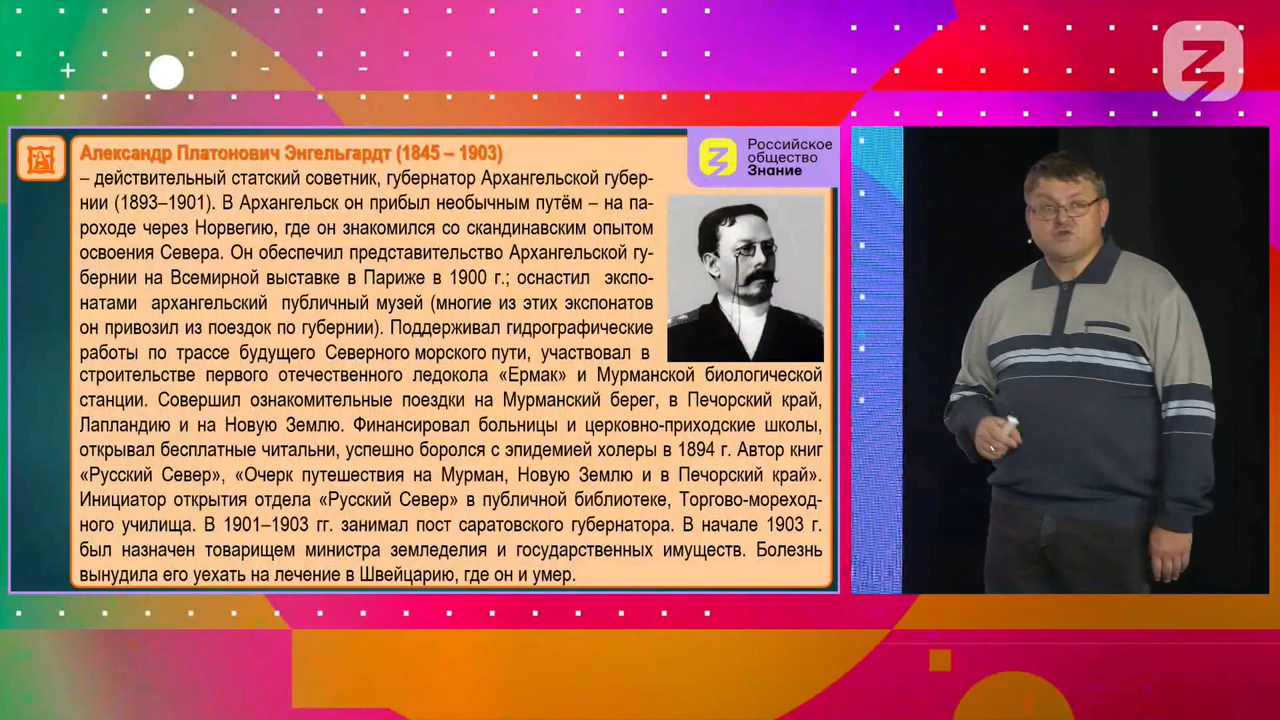 Александр Платонович Энгельгардт (1845 – 1903)
Российское
общество
Знание
– действительный статский советник, губернатор Архангельской губер-
нии (1893–1901). В Архангельск он прибыл необычным путём – на па-
роходе через Норвегию, где он знакомился со скандинавским опытом
освоения Севера. Он обеспечил представительство Архангельской гу-
бернии на Всемирной выставке в Париже в 1900 г.; оснастил экспо-
натами архангельский публичный музей (многие из этих экспонатов
он привозил из поездок по губернии). Поддерживал гидрографические
работы по трассе будущего Северного морского пути, участвовал в
строительстве первого отечественного ледокола «Ермак» и Мурманской биологической
станции. Совершил ознакомительные поездки на Мурманский берег, в Печорский край,
Лапландию и на Новую Землю. Финансировал больницы и церковно-приходские школы,
открывал бесплатные читальни, успешно боролся с эпидемией холеры в 1894 г. Автор книг
«Русский Север», «Очерк путешествия на Мурман, Новую Землю и в Печорский край».
Инициатор открытия отдела «Русский Север» в публичной библиотеке, Торгово-мореход-
ного училища. В 1901–1903 гг. занимал пост саратовского губернатора. В начале 1903 г.
был назначен товарищем министра земледелия и государственных имуществ. Болезнь
вынудила его уехать на лечение в Швейцарию, где он и умер.